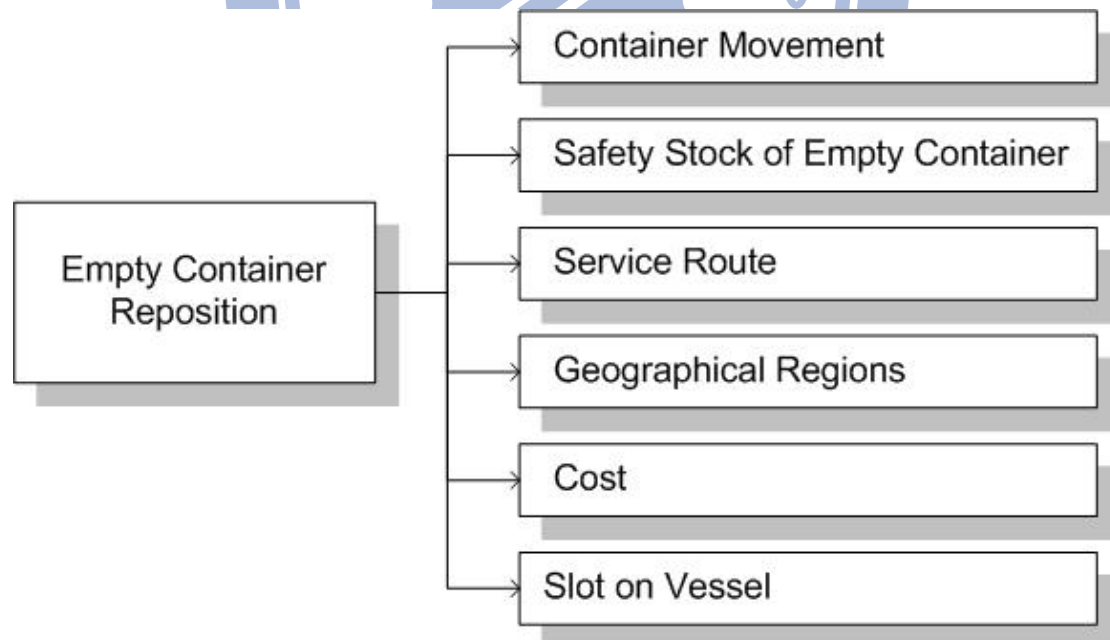 Container Movement
Safety Stock of Empty Container
Empty Container
Reposition
Service Route
Geographical Regions
Cost
Slot on Vessel